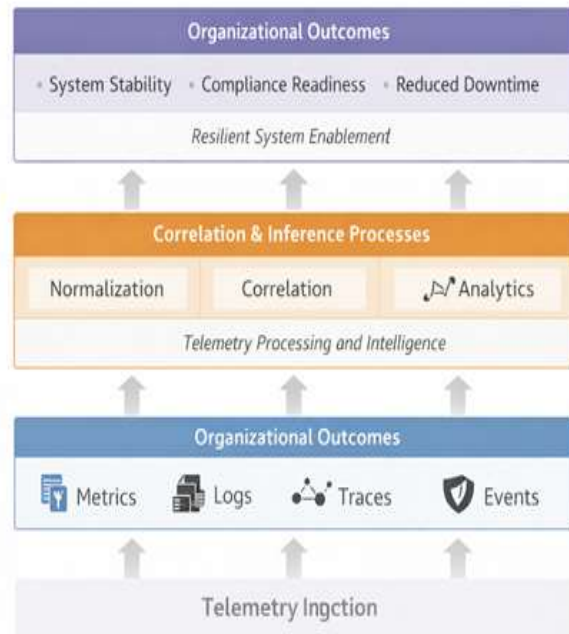 Organizational Outcomes
• System Stability • Compliance Readiness • Reduced Downtime
Resilient System Enablement
Correlation & Inference Processes
Normalization Correlation Analytics
Telemetry Processing and Intelligence
Organizational Outcomes
Metrics Logs Traces Events
Telemetry Ingction